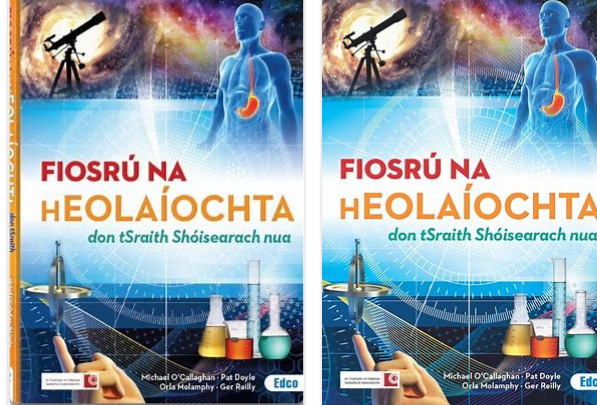 FIOSRÚ NA
hEOLAÍOCHTA
don tSraith Shóisearach nua
Michael O'Callaghan · Pat Doyle
Orla Molamphy · Ger Reilly
Edco
FIOSRÚ NA
hEOLAÍOCHTA
don tSraith Shóisearach nua
Michael O'Callaghan · Pat Doyle
Orla Molamphy · Ger Reilly
Edc